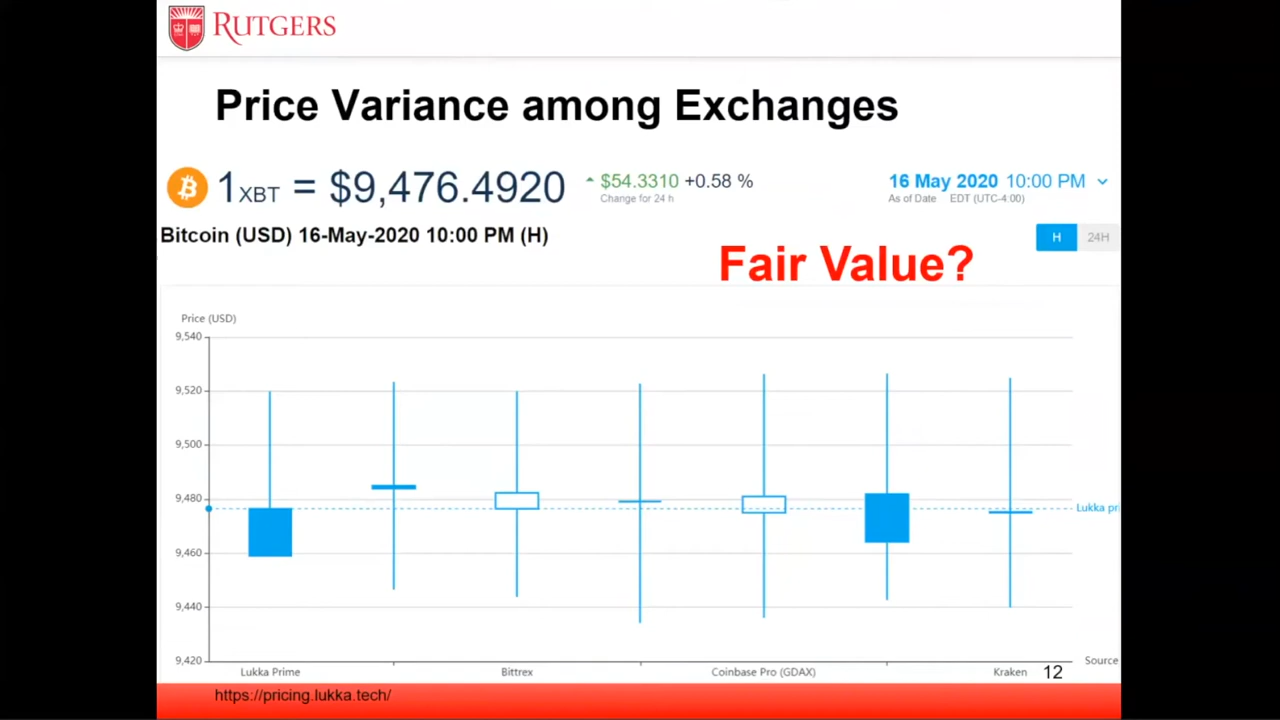 RUTGERS
Price Variance among Exchanges
1XBT = $9,476.4920
$54.3310 +0.58 %
Change for 24 h
16 May 2020 10:00 PM
As of Date EDT (UTC-4:00)
Bitcoin (USD) 16-May-2020 10:00 PM (H)
H 24H
Fair Value?
Price (USD)
9,540
9,520
9,500
9,480
Lukka pri
9,460
9,440
9,420
Source
Lukka Prime Bittrex Coinbase Pro (GDAX) Kraken 12
https://pricing.lukka.tech/